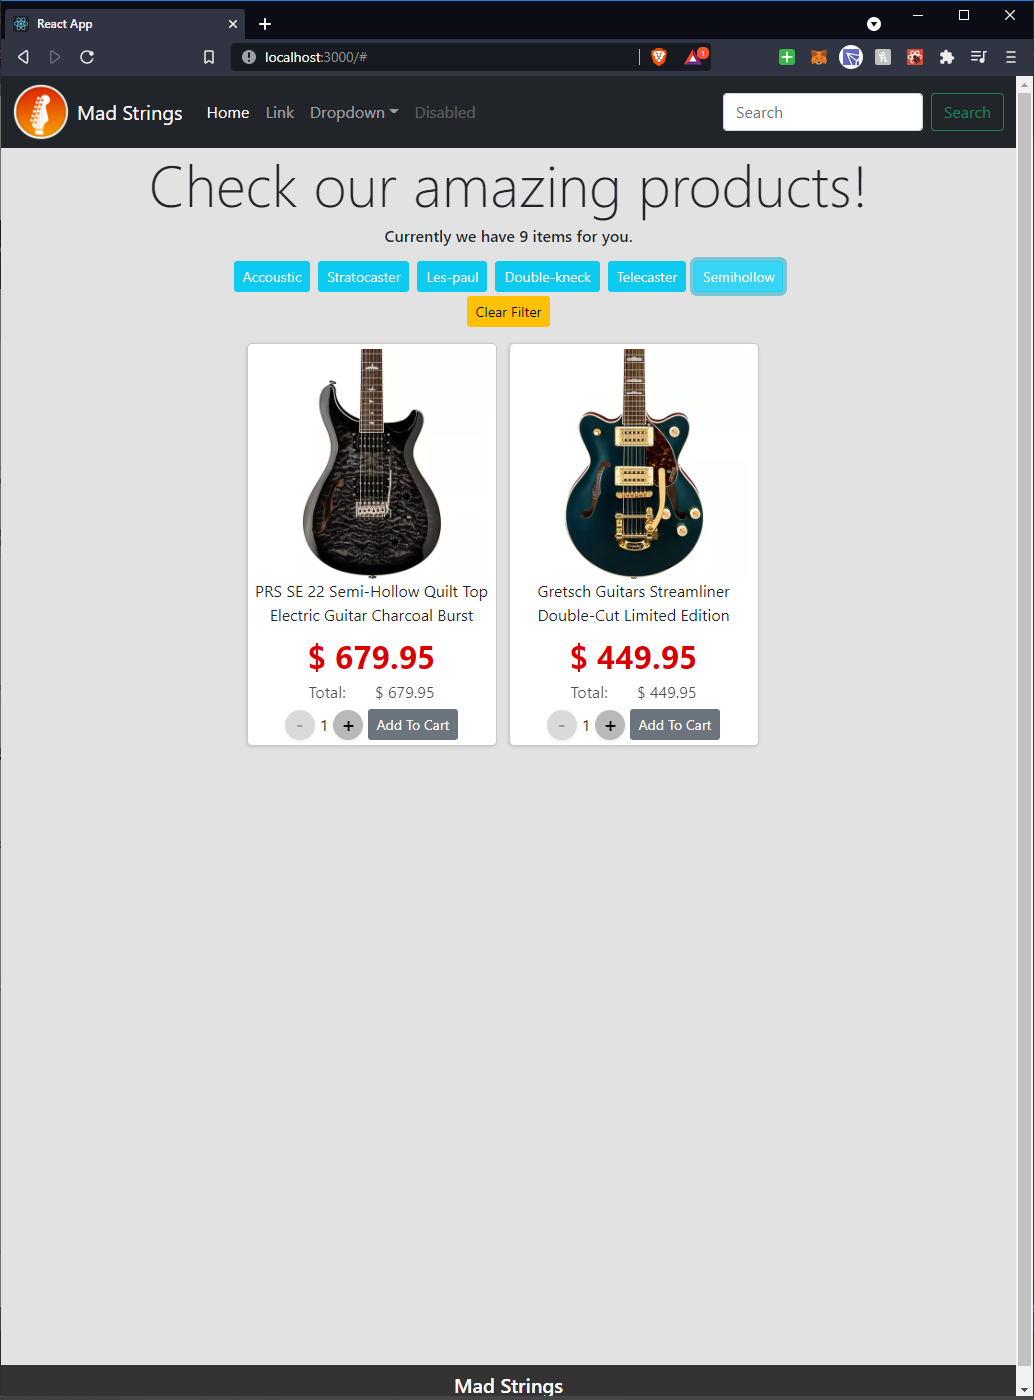 React App
localhost:3000/#
1
Mad Strings Home Link Dropdown Disabled Search Search
Check our amazing products!
Currently we have 9 items for you.
Accoustic Stratocaster Les-paul Double-kneck Telecaster Semihollow
Clear Filter
PRS SE 22 Semi-Hollow Quilt Top
Electric Guitar Charcoal Burst
$ 679.95
Total: $ 679.95
- 1 + Add To Cart
Gretsch Guitars Streamliner
Double-Cut Limited Edition
$ 449.95
Total: $ 449.95
- 1 + Add To Cart
Mad Strings